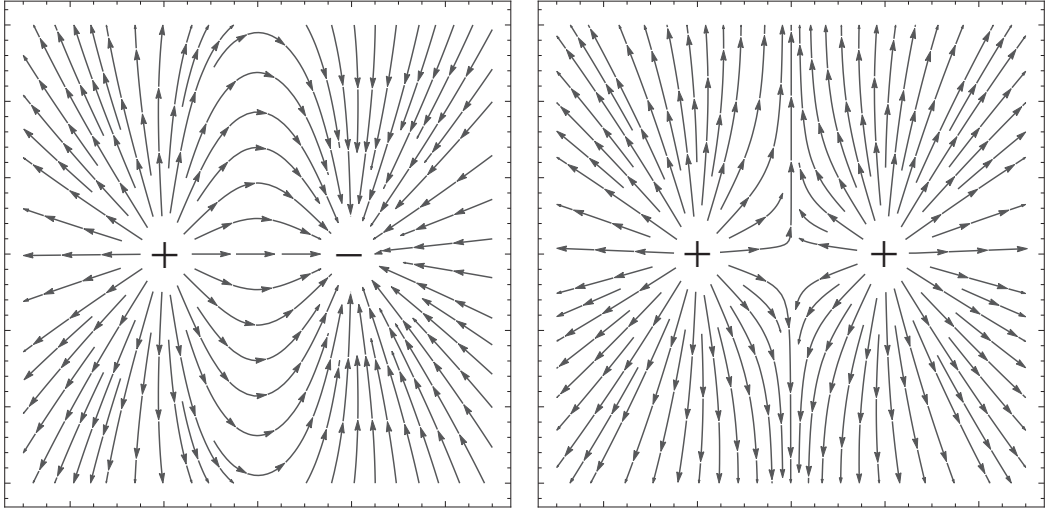 + − + +